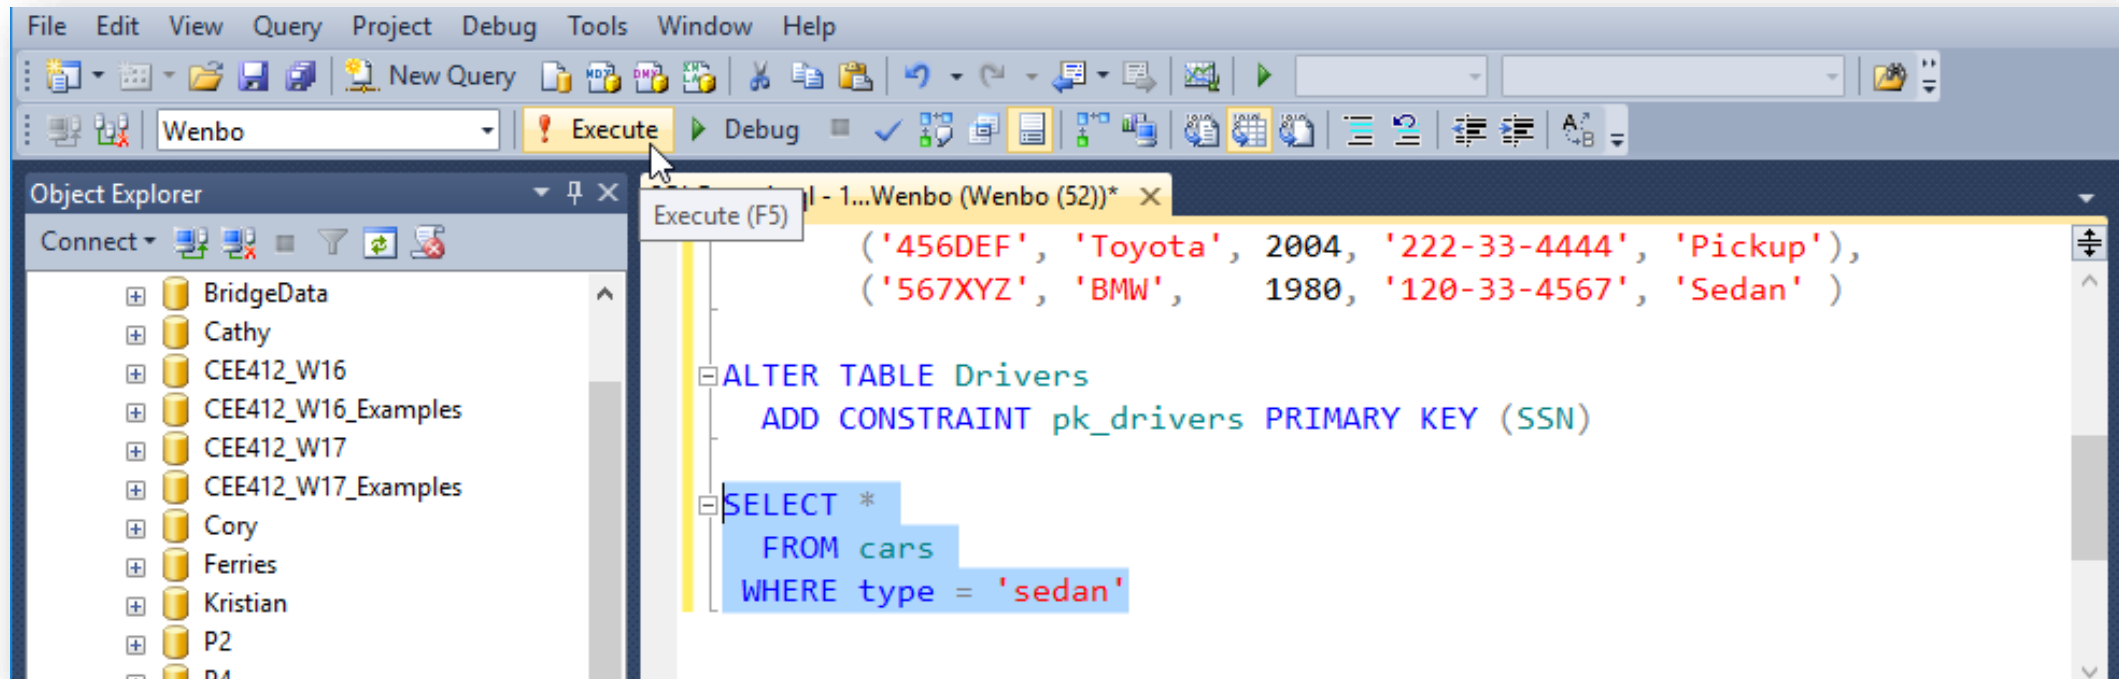 File Edit View Query Project Debug Tools Window Help
New Query
Wenbo Execute Debug
Object Explorer
l - 1...Wenbo (Wenbo (52))*
Execute (F5)
Connect
BridgeData
Cathy
CEE412_W16
CEE412_W16_Examples
CEE412_W17
CEE412_W17_Examples
Cory
Ferries
Kristian
P2
('456DEF', 'Toyota', 2004, '222-33-4444', 'Pickup'),
('567XYZ', 'BMW', 1980, '120-33-4567', 'Sedan' )
ALTER TABLE Drivers
ADD CONSTRAINT pk_drivers PRIMARY KEY (SSN)
SELECT *
FROM cars
WHERE type = 'sedan'